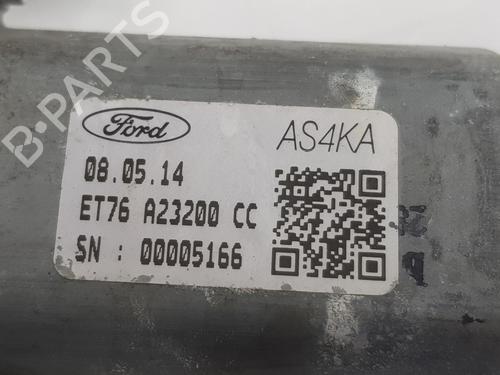 B-PARTS
Ford
AS4KA
08.05.14
ET76 A23200 CC
SN : 00005166